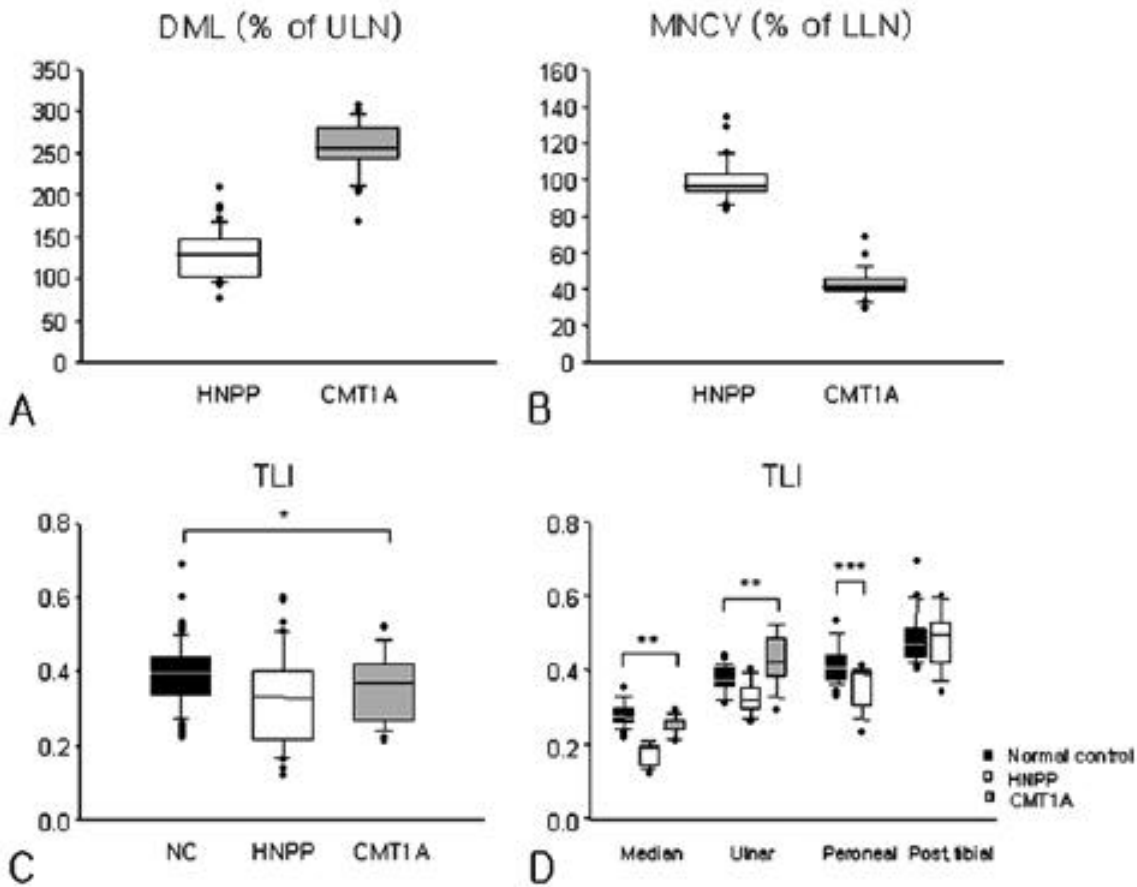 DML (% of ULN)
350
300
250
200
150
100
50
0
HNPP CMT1A
A
MNCV (% of LLN)
160
140
120
100
80
60
40
20
0
HNPP CMT1A
B
TLI
0.8
0.6
0.4
0.2
0.0
*
NC HNPP CMT1A
C
TLI
0.8
0.6
0.4
0.2
0.0
** ** ***
Median Ulner Peroneal Post.tibial
Normal control
HNPP
CMT1A
D